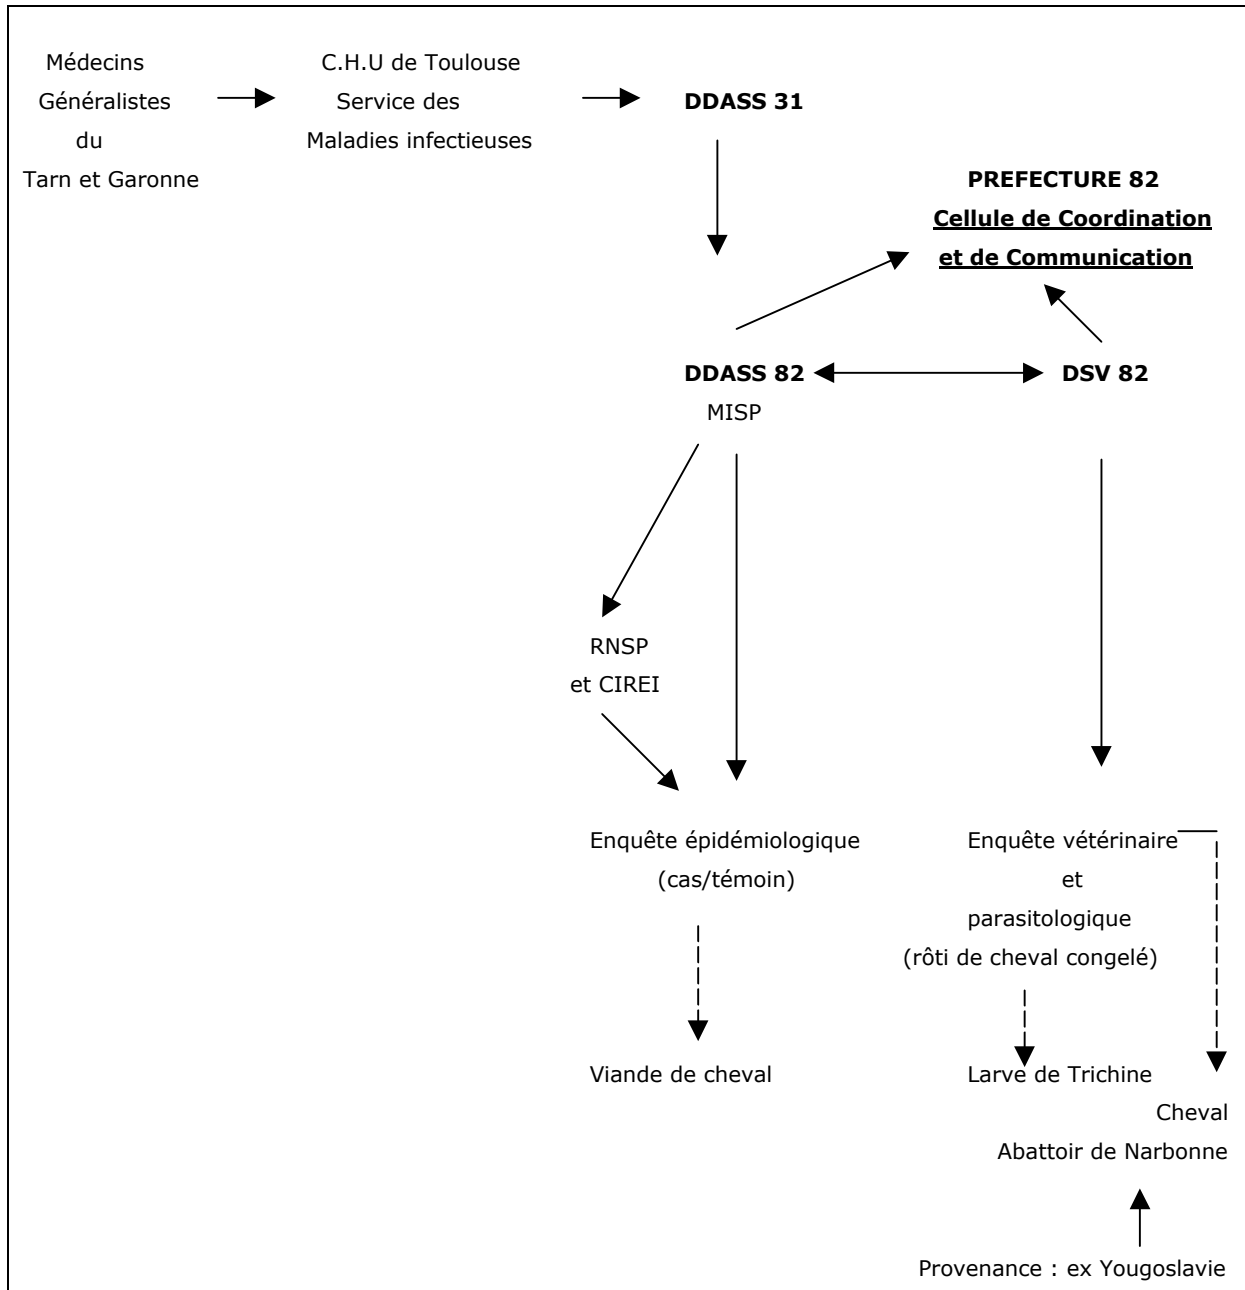 Médecins
Généralistes
du
Tarn et Garonne
C.H.U de Toulouse
Service des
Maladies infectieuses
DDASS 31
PREFECTURE 82
Cellule de Coordination
et de Communication
DDASS 82
MISP
DSV 82
RNSP
et CIREI
Enquête épidémiologique
(cas/témoin)
Enquête vétérinaire
et
parasitologique
(rôti de cheval congelé)
Viande de cheval
Larve de Trichine
Cheval
Abattoir de Narbonne
Provenance : ex Yougoslavie